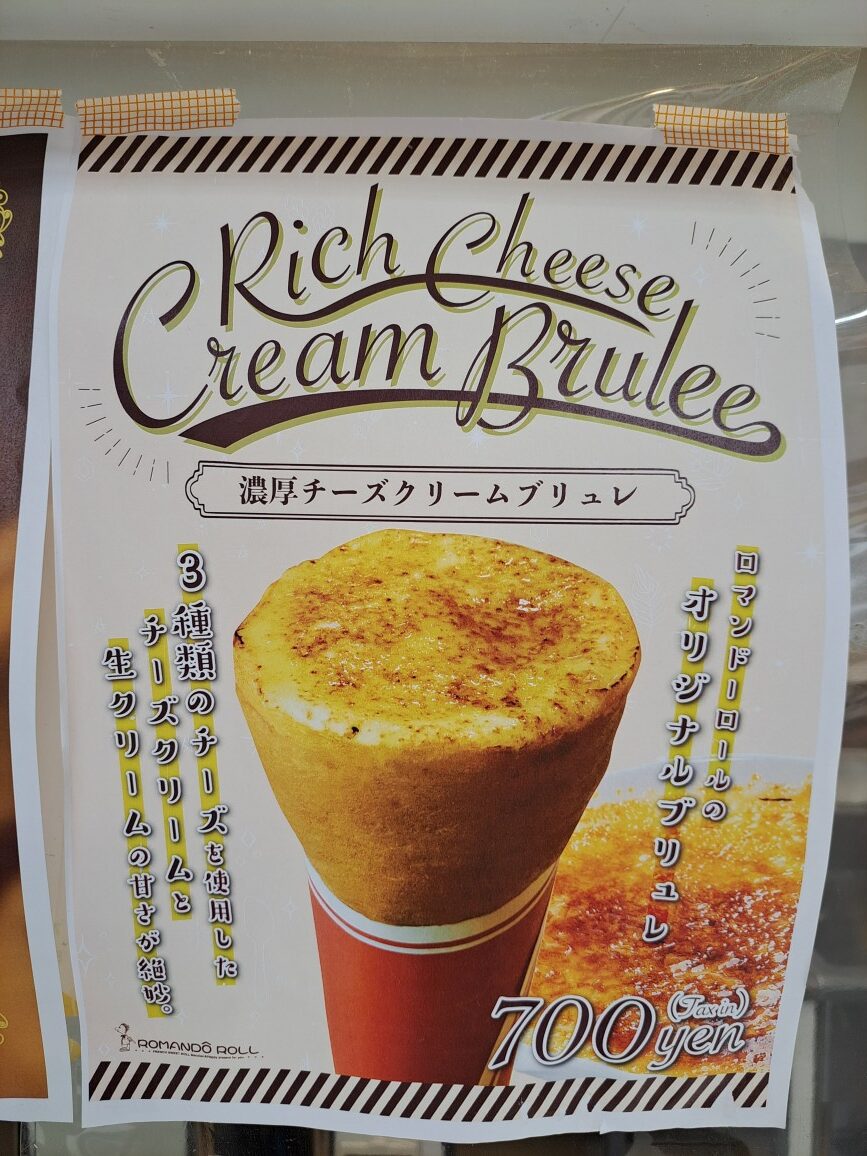 Rich Cheese
Cream Brulee
濃厚チーズクリームブリュレ
ロマンドーロールの
オリジナルブリュレ
3種類のチーズを使用した
チーズクリームと
生クリームの甘さが絶妙。
700yen
(Tax in)
ROMANDŌ ROLL